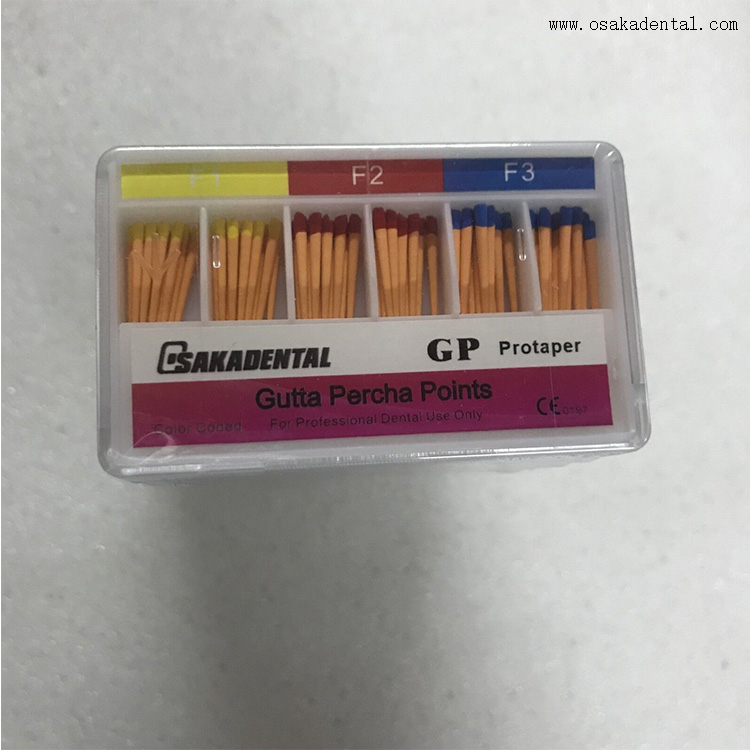 www.osakadental.com
F1 F2 F3
OSAKADENTAL GP Protaper
Gutta Percha Points
Color Coded For Professional Dental Use Only CE